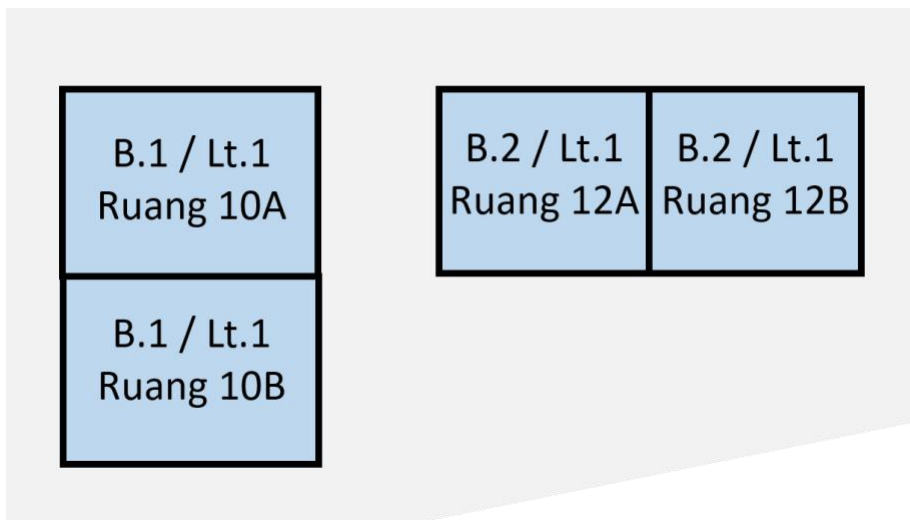 B.1 / Lt.1
Ruang 10A
B.2 / Lt.1
Ruang 12A
B.2 / Lt.1
Ruang 12B
B.1 / Lt.1
Ruang 10B